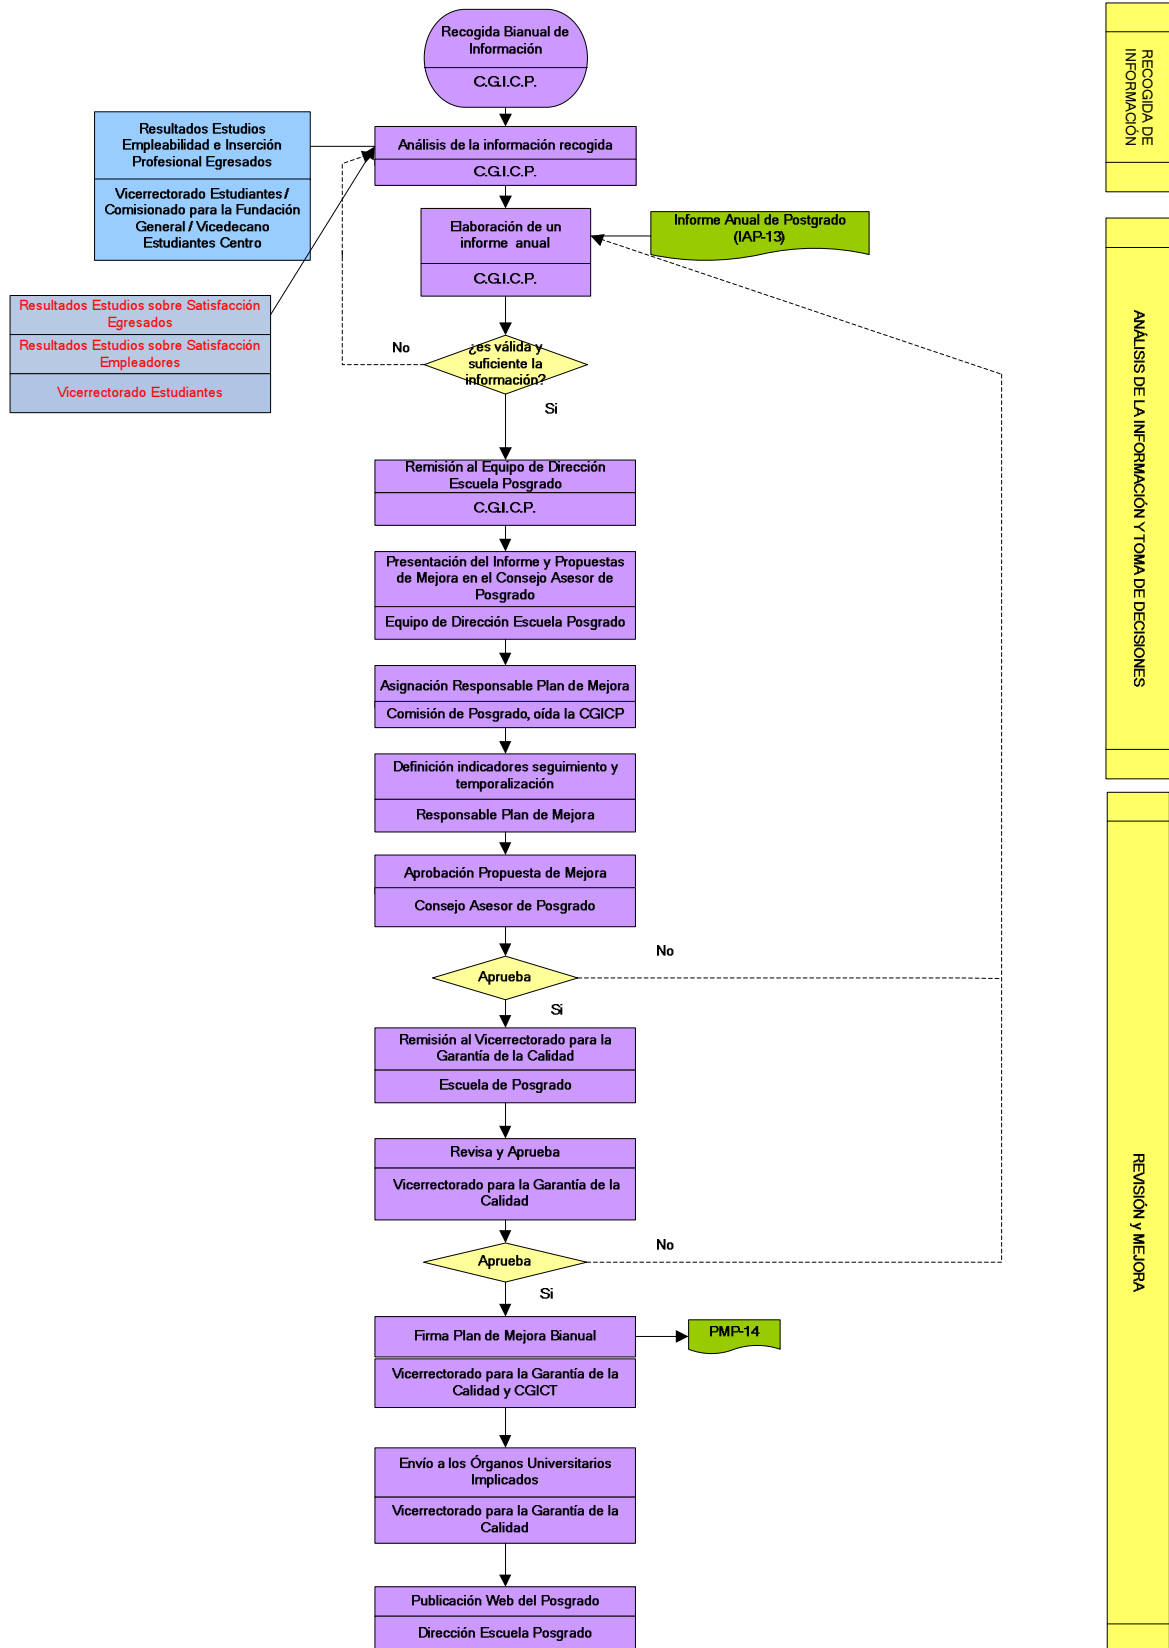 Recogida Bianual de
Información
C.G.I.C.P.
RECOGIDA DE
INFORMACIÓN
Resultados Estudios
Empleabilidad e Inserción
Profesional Egresados
Vicerrectorado Estudiantes /
Comisionado para la Fundación
General / Vicedecano
Estudiantes Centro
Análisis de la información recogida
C.G.I.C.P.
Elaboración de un
informe anual
C.G.I.C.P.
Informe Anual de Postgrado
(IAP-13)
Resultados Estudios sobre Satisfacción
Egresados
Resultados Estudios sobre Satisfacción
Empleadores
Vicerrectorado Estudiantes
No
¿es válida y
suficiente la
información?
Si
ANÁLISIS DE LA INFORMACIÓN Y TOMA DE DECISIONES
Remisión al Equipo de Dirección
Escuela Posgrado
C.G.I.C.P.
Presentación del Informe y Propuestas
de Mejora en el Consejo Asesor de
Posgrado
Equipo de Dirección Escuela Posgrado
Asignación Responsable Plan de Mejora
Comisión de Posgrado, oída la CGICP
Definición indicadores seguimiento y
temporalización
Responsable Plan de Mejora
Aprobación Propuesta de Mejora
Consejo Asesor de Posgrado
Aprueba
No
Si
Remisión al Vicerrectorado para la
Garantía de la Calidad
Escuela de Posgrado
Revisa y Aprueba
Vicerrectorado para la Garantía de la
Calidad
REVISIÓN y MEJORA
Aprueba
No
Si
Firma Plan de Mejora Bianual
PMP-14
Vicerrectorado para la Garantía de la
Calidad y CGICT
Envío a los Órganos Universitarios
Implicados
Vicerrectorado para la Garantía de la
Calidad
Publicación Web del Posgrado
Dirección Escuela Posgrado